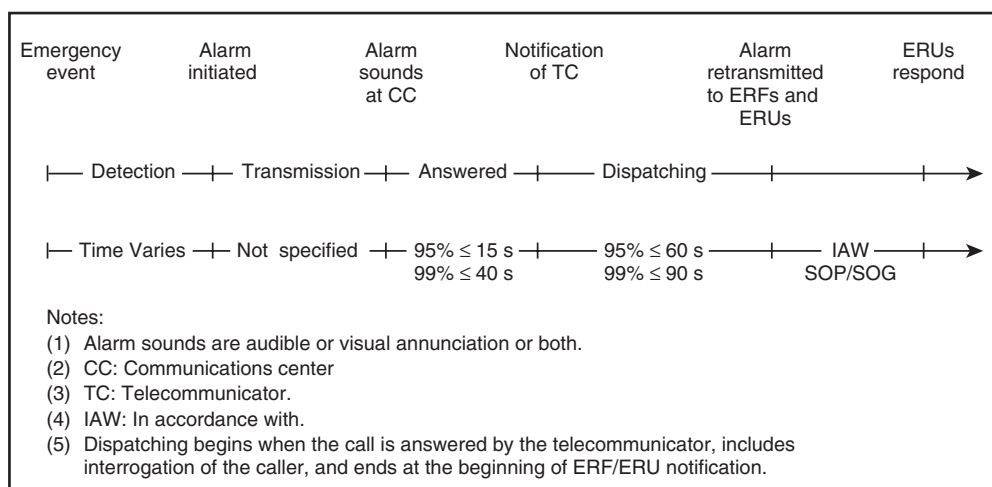 Emergency event
Alarm initiated
Alarm sounds at CC
Notification of TC
Alarm retransmitted to ERFs and ERUs
ERUs respond
Detection Transmission Answered Dispatching
Time Varies Not specified 95% ≤ 15 s 95% ≤ 60 s IAW
99% ≤ 40 s 99% ≤ 90 s SOP/SOG
Notes:
(1) Alarm sounds are audible or visual annunciation or both.
(2) CC: Communications center
(3) TC: Telecommunicator.
(4) IAW: In accordance with.
(5) Dispatching begins when the call is answered by the telecommunicator, includes
interrogation of the caller, and ends at the beginning of ERF/ERU notification.